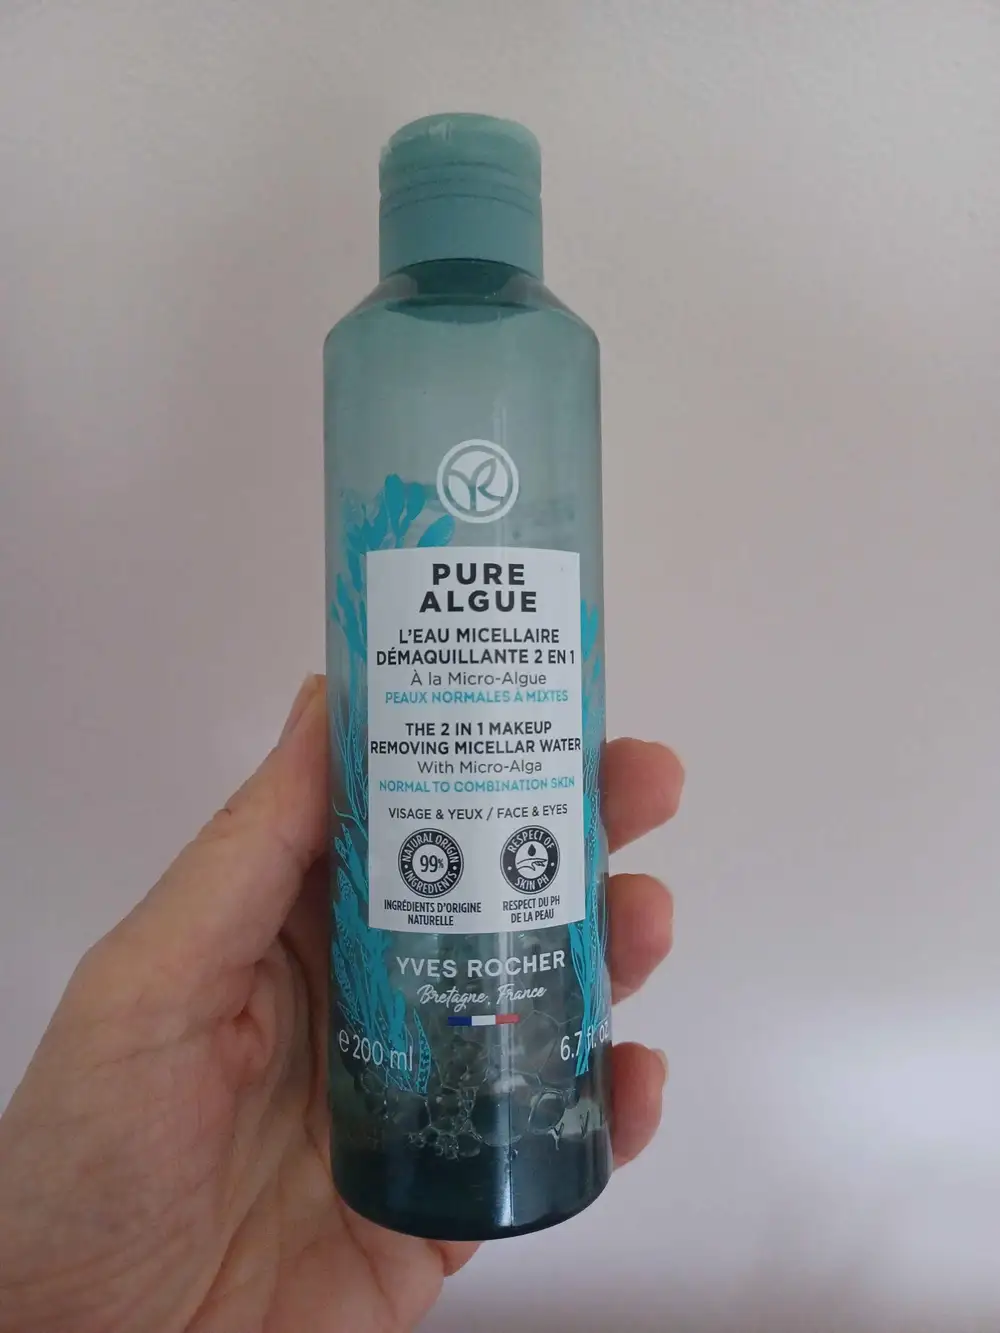 PURE
ALGUE
L'EAU MICELLAIRE
DÉMAQUILLANTE 2 EN 1
À la Micro-Algue
PEAUX NORMALES À MIXTES
THE 2 IN 1 MAKEUP
REMOVING MICELLAR WATER
With Micro-Alga
NORMAL TO COMBINATION SKIN
VISAGE & YEUX / FACE & EYES
NATURAL ORIGIN
99%
INGREDIENTS
INGRÉDIENTS D'ORIGINE
NATURELLE
RESPECT OF
SKIN PH
RESPECT DU PH
DE LA PEAU
YVES ROCHER
Bretagne, France
e 200 ml
6.7 fl. oz